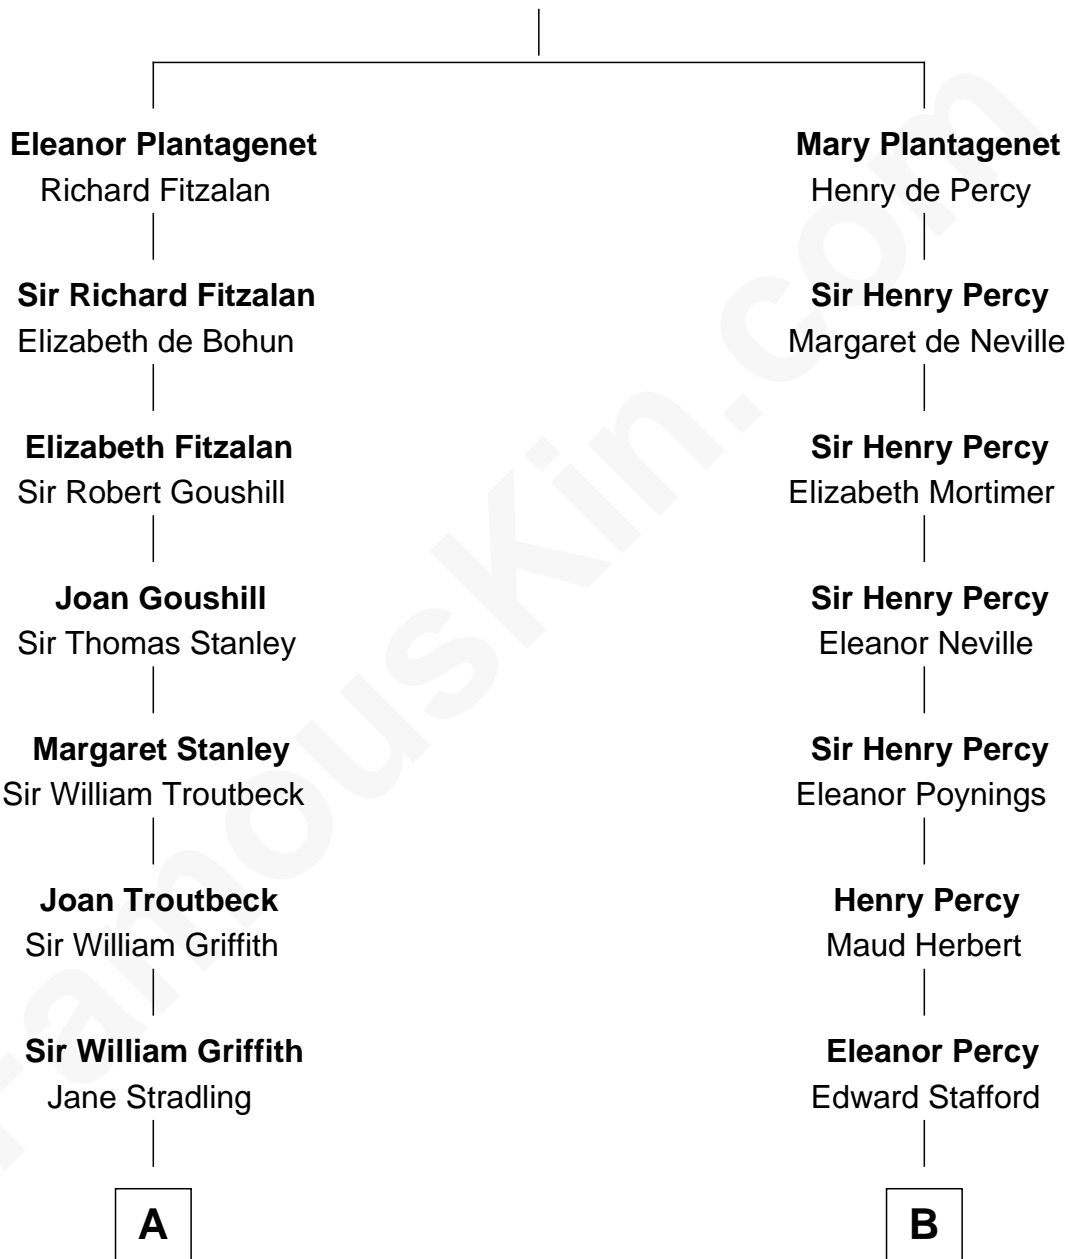 Eleanor Plantagenet
Richard Fitzalan
Sir Richard Fitzalan
Elizabeth de Bohun
Elizabeth Fitzalan
Sir Robert Goushill
Joan Goushill
Sir Thomas Stanley
Margaret Stanley
Sir William Troutbeck
Joan Troutbeck
Sir William Griffith
Sir William Griffith
Jane Stradling
A
Mary Plantagenet
Henry de Percy
Sir Henry Percy
Margaret de Neville
Sir Henry Percy
Elizabeth Mortimer
Sir Henry Percy
Eleanor Neville
Sir Henry Percy
Eleanor Poynings
Henry Percy
Maud Herbert
Eleanor Percy
Edward Stafford
B
FamousKin.com